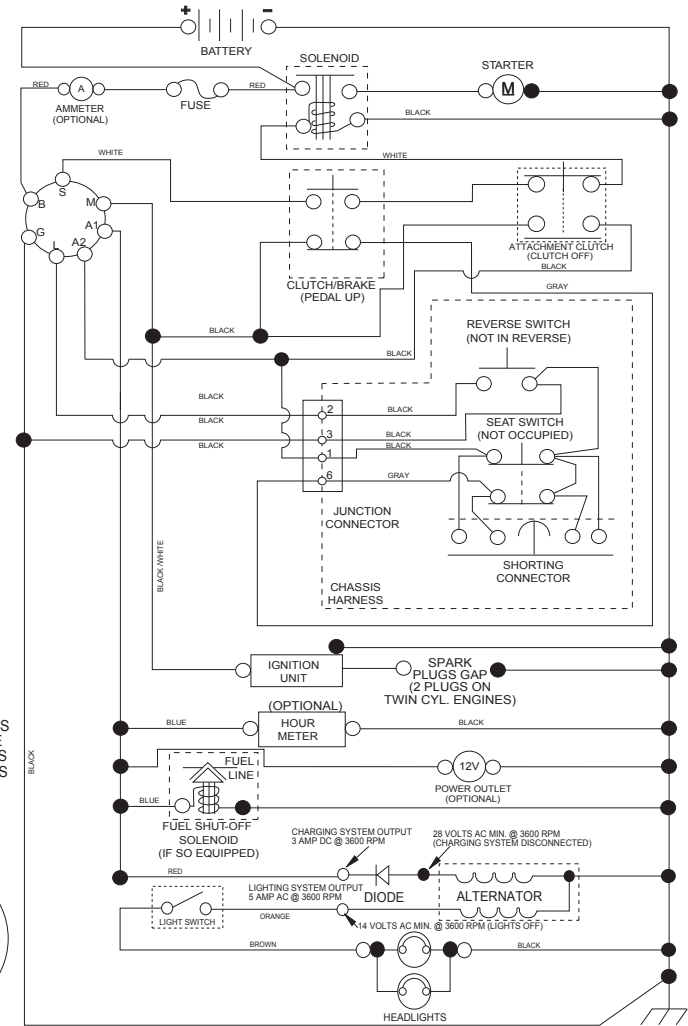 + −
BATTERY
SOLENOID
STARTER
RED
A
RED
M
AMMETER
(OPTIONAL)
FUSE
BLACK
WHITE
WHITE
S
B
M
G
A1
L
A2
ATTACHMENT CLUTCH
(CLUTCH OFF)
BLACK
CLUTCH/BRAKE
(PEDAL UP)
GRAY
REVERSE SWITCH
(NOT IN REVERSE)
BLACK
BLACK
BLACK
2
BLACK
SEAT SWITCH
(NOT OCCUPIED)
BLACK
3
BLACK
BLACK
1
BLACK
6
GRAY
JUNCTION
CONNECTOR
SHORTING
CONNECTOR
CHASSIS
HARNESS
BLACK /WHITE
IGNITION
UNIT
SPARK
PLUGS GAP
(2 PLUGS ON
TWIN CYL. ENGINES)
(OPTIONAL)
BLUE
HOUR
METER
BLACK
S
S
S
BLACK
FUEL
LINE
12V
POWER OUTLET
(OPTIONAL)
BLUE
FUEL SHUT-OFF
SOLENOID
(IF SO EQUIPPED)
CHARGING SYSTEM OUTPUT
3 AMP DC @ 3600 RPM
28 VOLTS AC MIN. @ 3600 RPM
(CHARGING SYSTEM DISCONNECTED)
RED
LIGHTING SYSTEM OUTPUT
5 AMP AC @ 3600 RPM
DIODE
ALTERNATOR
LIGHT SWITCH
ORANGE
14 VOLTS AC MIN. @ 3600 RPM (LIGHTS OFF)
BROWN
BLACK
HEADLIGHTS